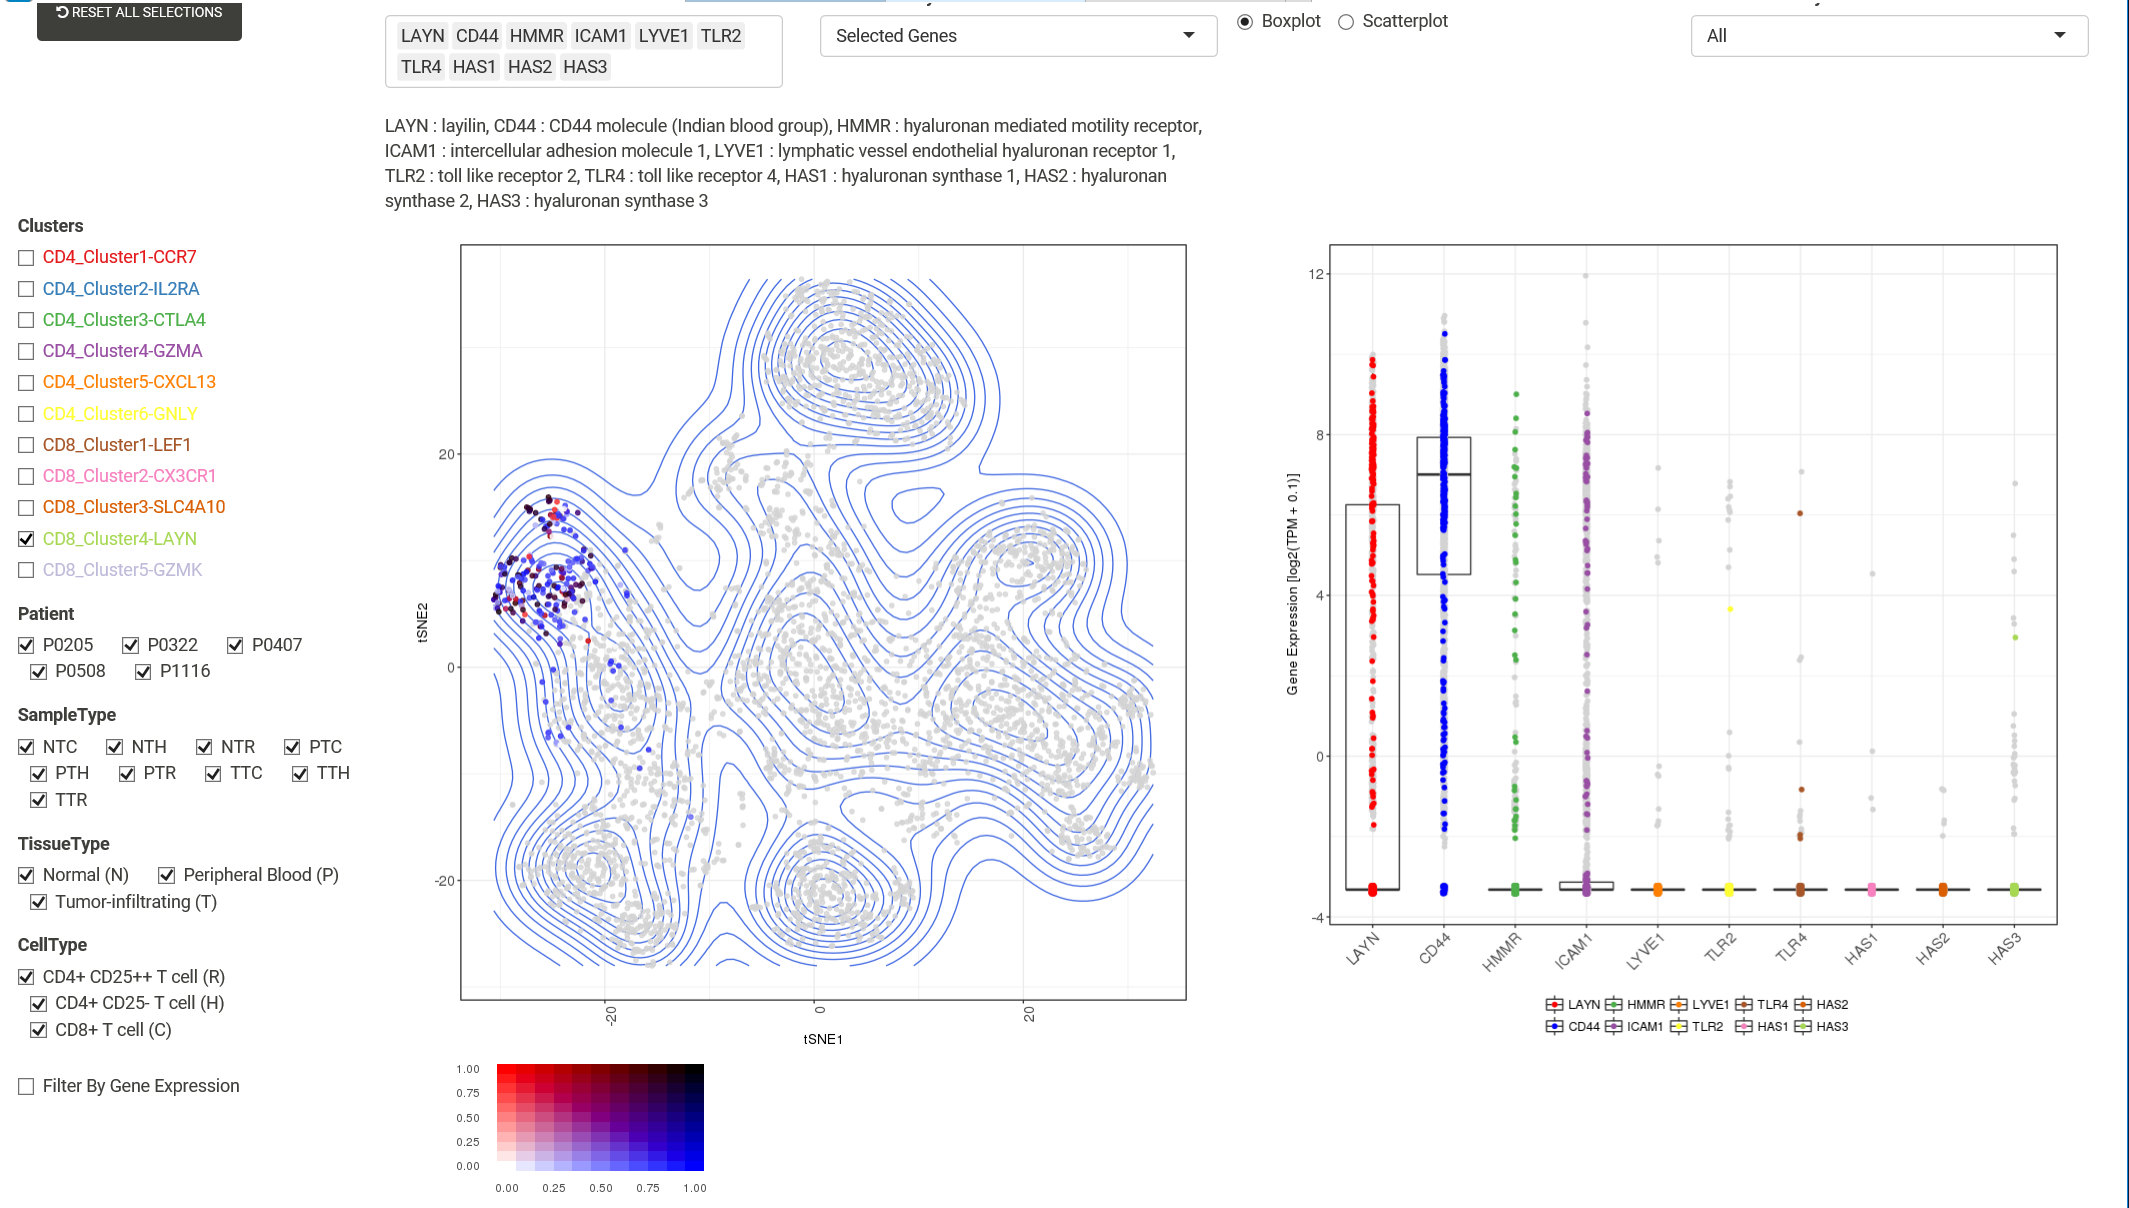 RESET ALL SELECTIONS
LAYN CD44 HMMR ICAM1 LYVE1 TLR2
TLR4 HAS1 HAS2 HAS3
Selected Genes
Boxplot Scatterplot
All
LAYN : layilin, CD44 : CD44 molecule (Indian blood group), HMMR : hyaluronan mediated motility receptor,
ICAM1 : intercellular adhesion molecule 1, LYVE1 : lymphatic vessel endothelial hyaluronan receptor 1,
TLR2 : toll like receptor 2, TLR4 : toll like receptor 4, HAS1 : hyaluronan synthase 1, HAS2 : hyaluronan
synthase 2, HAS3 : hyaluronan synthase 3
Clusters
CD4_Cluster1-CCR7
CD4_Cluster2-IL2RA
CD4_Cluster3-CTLA4
CD4_Cluster4-GZMA
CD4_Cluster5-CXCL13
CD4_Cluster6-GNLY
CD8_Cluster1-LEF1
CD8_Cluster2-CX3CR1
CD8_Cluster3-SLC4A10
CD8_Cluster4-LAYN
CD8_Cluster5-GZMK
Patient
P0205 P0322 P0407
P0508 P1116
SampleType
NTC NTH NTR PTC
PTH PTR TTC TTH
TTR
TissueType
Normal (N) Peripheral Blood (P)
Tumor-infiltrating (T)
CellType
CD4+ CD25++ T cell (R)
CD4+ CD25- T cell (H)
CD8+ T cell (C)
Filter By Gene Expression
tSNE2
20
0
-20
-20 0 20
tSNE1
1.00
0.75
0.50
0.25
0.00
0.00 0.25 0.50 0.75 1.00
Gene Expression [log2(TPM + 0.1)]
12
8
4
0
-4
LAYN CD44 HMMR ICAM1 LYVE1 TLR2 TLR4 HAS1 HAS2 HAS3
LAYN HMMR LYVE1 TLR4 HAS2
CD44 ICAM1 TLR2 HAS1 HAS3